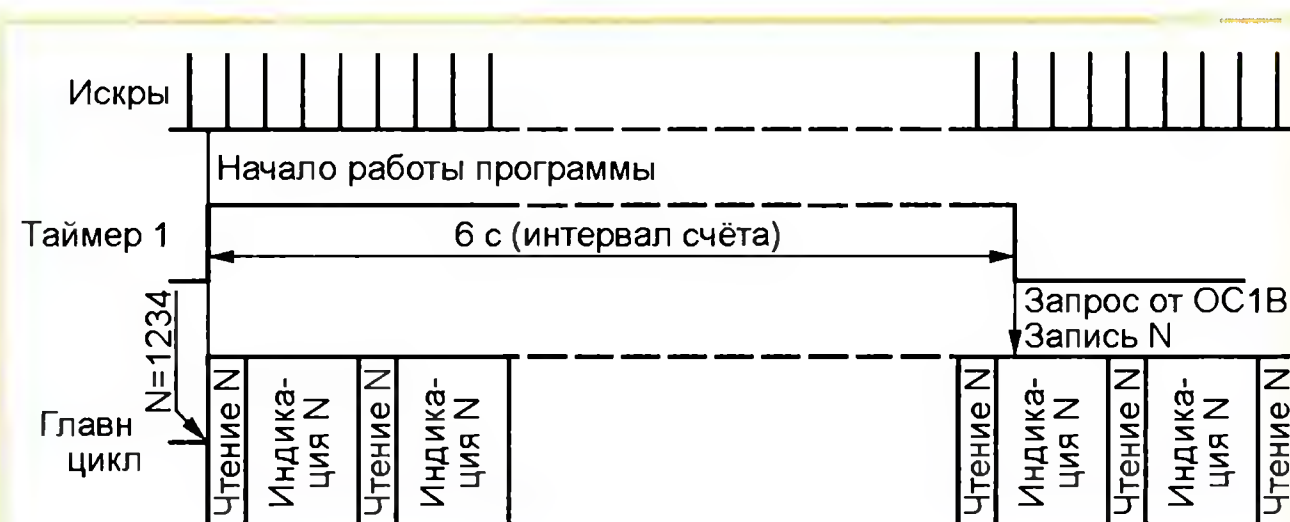 Искры
Начало работы программы
Таймер 1
6 с (интервал счёта)
Запрос от OC1B
Запись N
N=1234
Главн
цикл
Чтение N
Индика-
ция N
Чтение N
Индика-
ция N
Чтение N
Индика-
ция N
Чтение N
Индика-
ция N
Чтение N